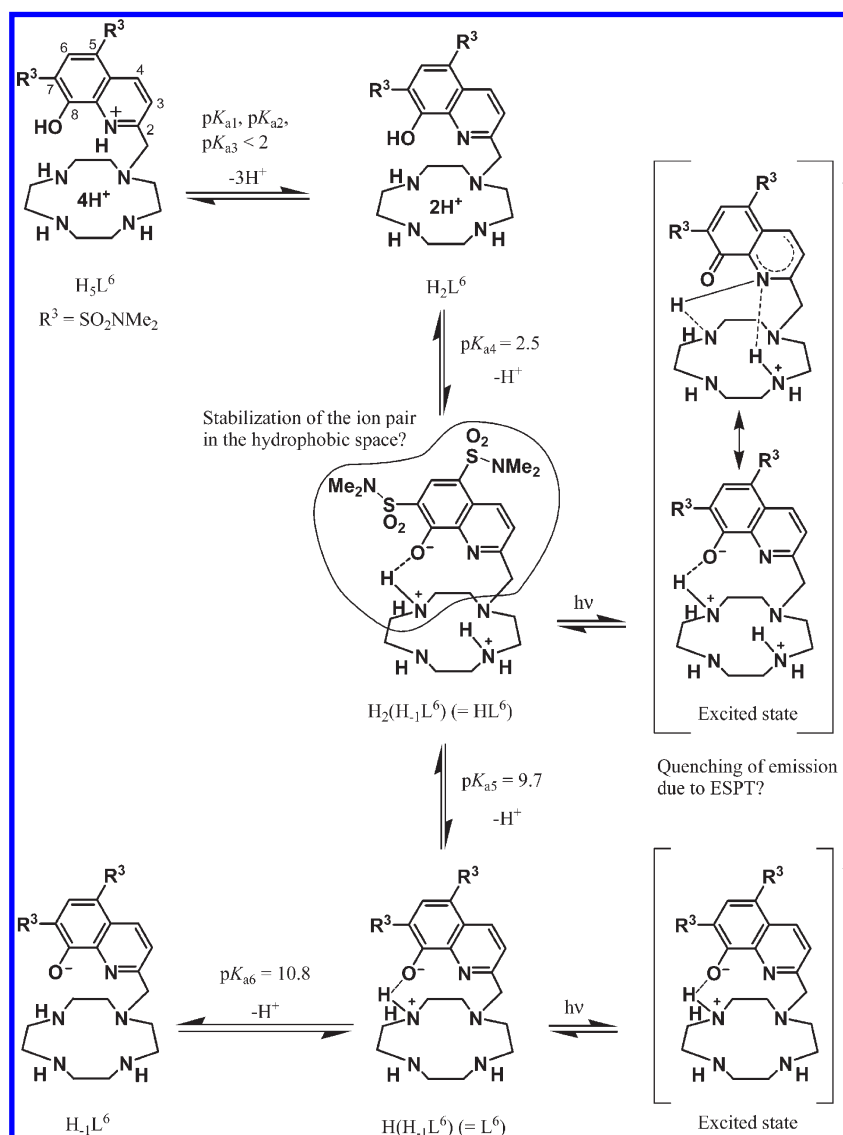 R³
6
5
4
R³
7
3
8
+
HO
N
2
H
H
N
N
4H⁺
N
N
H
H
H₅L⁶
R³ = SO₂NMe₂
pKₐ₁, pKₐ₂,
pKₐ₃ < 2
-3H⁺
R³
R³
HO
N
H
N
N
2H⁺
N
N
H
H
H₂L⁶
pKₐ₄ = 2.5
-H⁺
R³
R³
O
N
H
H
N
N
H
+
N
N
H
H
Stabilization of the ion pair
in the hydrophobic space?
O₂
S
NMe₂
Me₂N
S
O₂
O⁻
N
H
+
H
N
N
H
+
N
N
H
H
H₂(H₋₁L⁶) (= HL⁶)
hν
R³
R³
O⁻
N
H
+
H
N
N
H
+
N
N
H
H
Excited state
Quenching of emission
due to ESPT?
pKₐ₅ = 9.7
-H⁺
R³
R³
O⁻
N
H
N
N
N
N
H
H
H₋₁L⁶
pKₐ₆ = 10.8
-H⁺
R³
R³
O⁻
N
H
+
H
N
N
N
N
H
H
H(H₋₁L⁶) (= L⁶)
hν
R³
R³
O⁻
N
H
+
H
N
N
N
N
H
H
Excited state